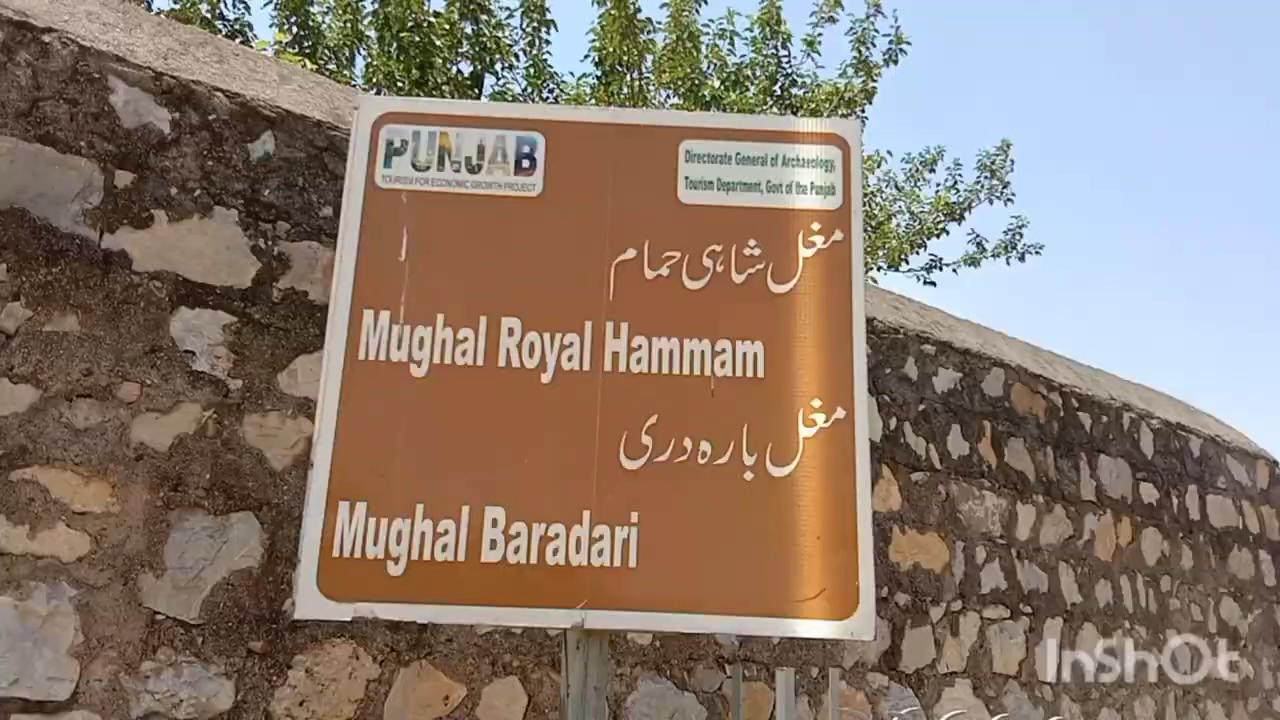 PUNJAB
TOURISM FOR ECONOMIC GROWTH PROJECT
Directorate General of Archaeology,
Tourism Department, Govt of the Punjab
مغل شاہی حمام
Mughal Royal Hammam
مغل بارہ دری
Mughal Baradari
InShOt